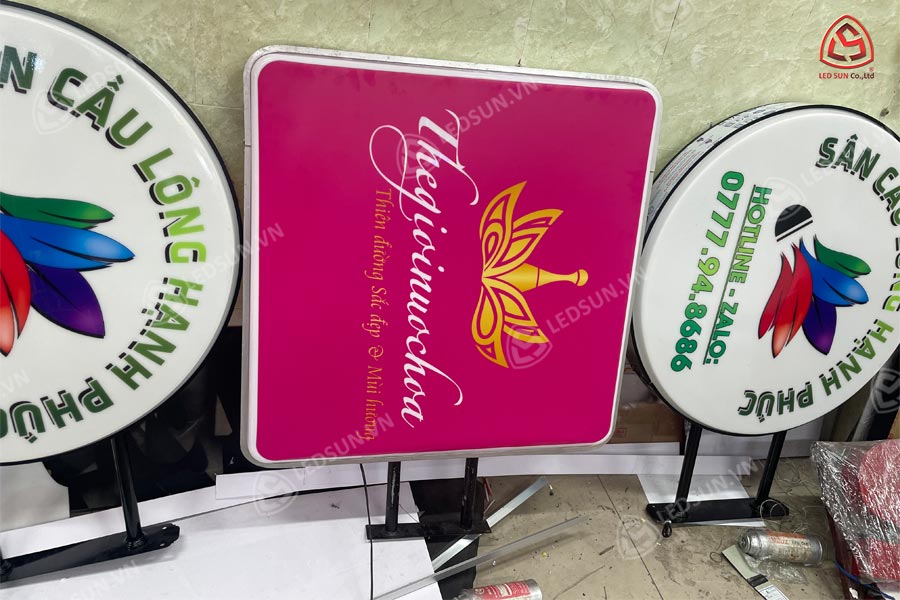 N CẦU LÔNG HẠNH PHÚC
Thegioinuochoa
Thiên đường Sắc đẹp & Mùi hương
SÂN CẦU LÔNG HẠNH PHÚC
HOTLINE - ZALO:
0777.94.8686
LED SUN Co.,Ltd
LEDSUN.VN